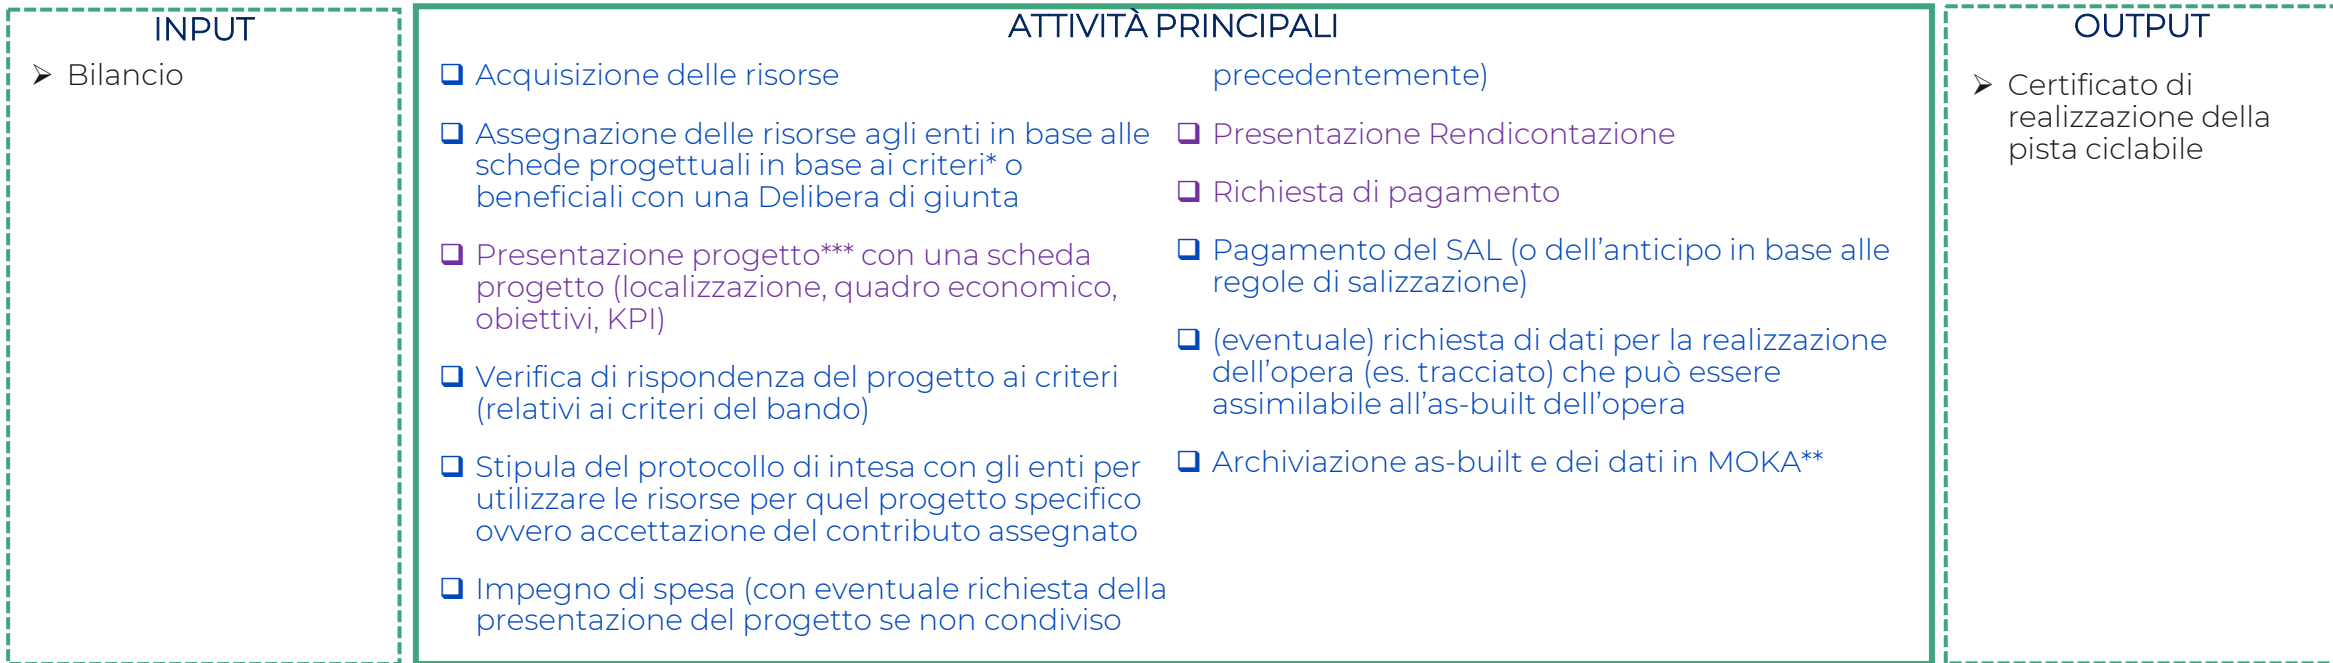 INPUT
Bilancio
ATTIVITÀ PRINCIPALI
Acquisizione delle risorse
Assegnazione delle risorse agli enti in base alle
schede progettuali in base ai criteri* o
beneficiali con una Delibera di giunta
Presentazione progetto*** con una scheda
progetto (localizzazione, quadro economico,
obiettivi, KPI)
Verifica di rispondenza del progetto ai criteri
(relativi ai criteri del bando)
Stipula del protocollo di intesa con gli enti per
utilizzare le risorse per quel progetto specifico
ovvero accettazione del contributo assegnato
Impegno di spesa (con eventuale richiesta della
presentazione del progetto se non condiviso
precedentemente)
Presentazione Rendicontazione
Richiesta di pagamento
Pagamento del SAL (o dell’anticipo in base alle
regole di salizzazione)
(eventuale) richiesta di dati per la realizzazione
dell’opera (es. tracciato) che può essere
assimilabile all’as-built dell’opera
Archiviazione as-built e dei dati in MOKA**
OUTPUT
Certificato di
realizzazione della
pista ciclabile